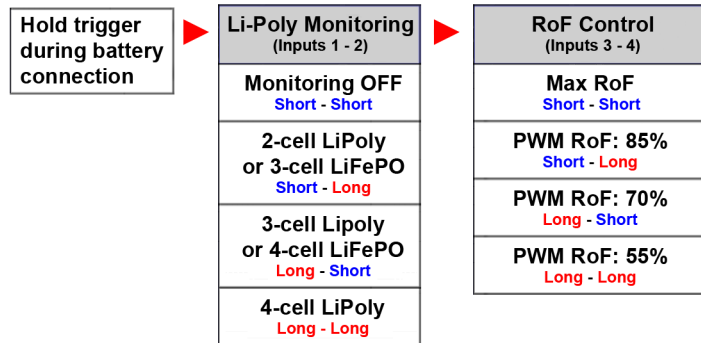 Hold trigger
during battery
connection
Li-Poly Monitoring
(Inputs 1 - 2)
Monitoring OFF
Short - Short
2-cell LiPoly
or 3-cell LiFePO
Short - Long
3-cell Lipoly
or 4-cell LiFePO
Long - Short
4-cell LiPoly
Long - Long
RoF Control
(Inputs 3 - 4)
Max RoF
Short - Short
PWM RoF: 85%
Short - Long
PWM RoF: 70%
Long - Short
PWM RoF: 55%
Long - Long